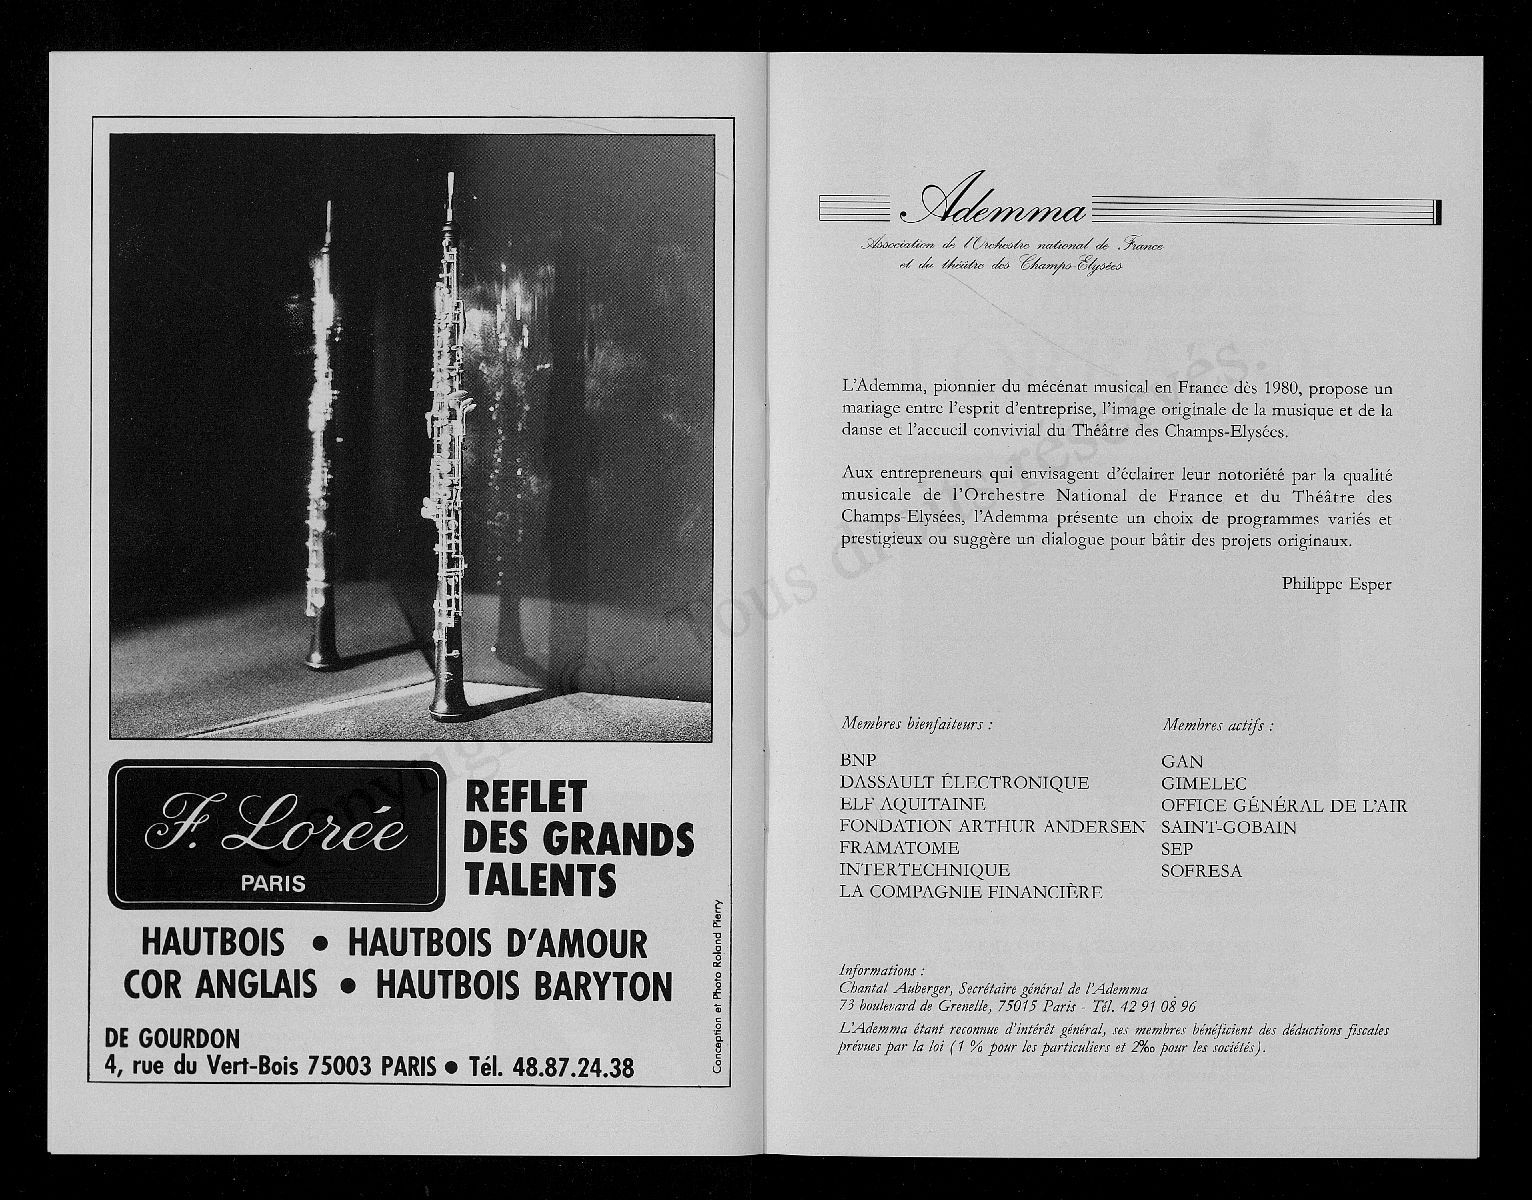 F. Lorée
PARIS
REFLET
DES GRANDS
TALENTS
HAUTBOIS • HAUTBOIS D'AMOUR
COR ANGLAIS • HAUTBOIS BARYTON
DE GOURDON
4, rue du Vert-Bois 75003 PARIS • Tél. 48.87.24.38
Conception et Photo Roland Pierry
Ademma
Association de l'Orchestre national de France
et du théâtre des Champs-Elysées
L'Ademma, pionnier du mécénat musical en France dès 1980, propose un
mariage entre l'esprit d'entreprise, l'image originale de la musique et de la
danse et l'accueil convivial du Théâtre des Champs-Elysées.
Aux entrepreneurs qui envisagent d'éclairer leur notoriété par la qualité
musicale de l'Orchestre National de France et du Théâtre des
Champs-Elysées, l'Ademma présente un choix de programmes variés et
prestigieux ou suggère un dialogue pour bâtir des projets originaux.
Philippe Esper
Membres bienfaiteurs :
BNP
DASSAULT ÉLECTRONIQUE
ELF AQUITAINE
FONDATION ARTHUR ANDERSEN
FRAMATOME
INTERTECHNIQUE
LA COMPAGNIE FINANCIÈRE
Membres actifs :
GAN
GIMELEC
OFFICE GÉNÉRAL DE L'AIR
SAINT-GOBAIN
SEP
SOFRESA
Informations :
Chantal Auberger, Secrétaire général de l'Ademma
73 boulevard de Grenelle, 75015 Paris - Tél. 42 91 08 96
L'Ademma étant reconnue d'intérêt général, ses membres bénéficient des déductions fiscales
prévues par la loi (1 % pour les particuliers et 2‰ pour les sociétés).
Copyright © - Tous droits réservés.